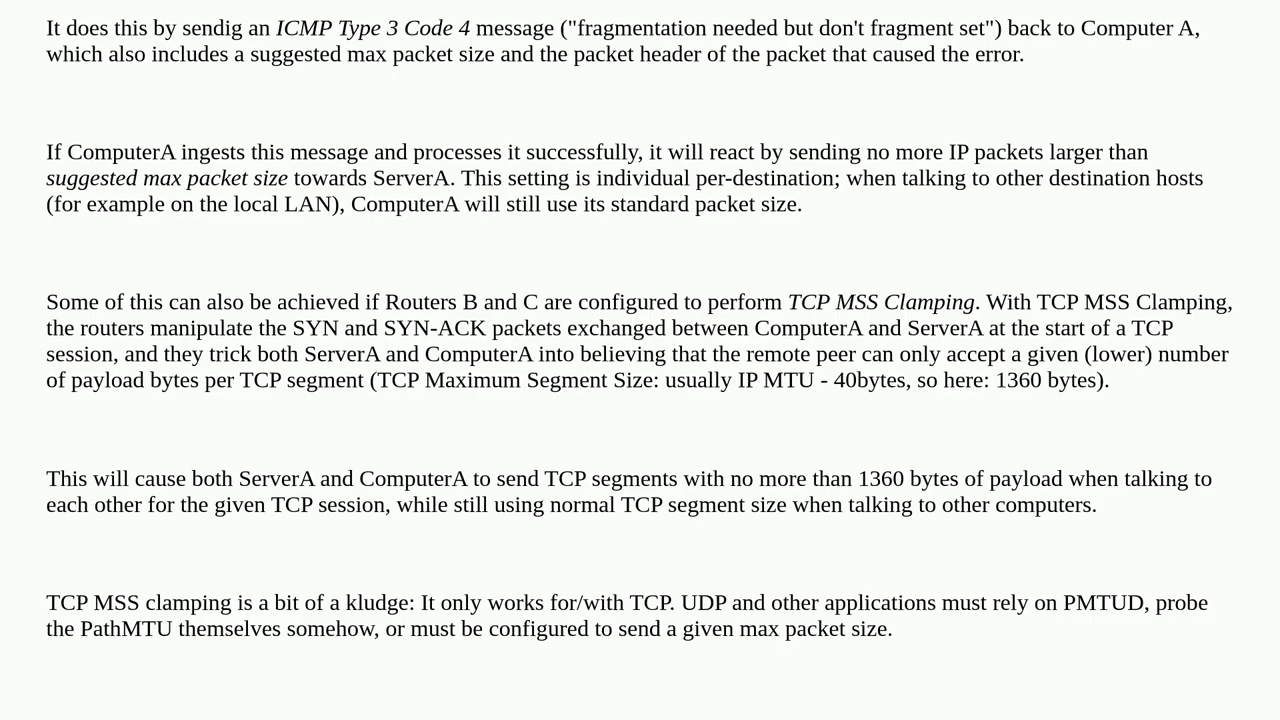 It does this by sendig an ICMP Type 3 Code 4 message ("fragmentation needed but don't fragment set") back to Computer A,
which also includes a suggested max packet size and the packet header of the packet that caused the error.
If ComputerA ingests this message and processes it successfully, it will react by sending no more IP packets larger than
suggested max packet size towards ServerA. This setting is individual per-destination; when talking to other destination hosts
(for example on the local LAN), ComputerA will still use its standard packet size.
Some of this can also be achieved if Routers B and C are configured to perform TCP MSS Clamping. With TCP MSS Clamping,
the routers manipulate the SYN and SYN-ACK packets exchanged between ComputerA and ServerA at the start of a TCP
session, and they trick both ServerA and ComputerA into believing that the remote peer can only accept a given (lower) number
of payload bytes per TCP segment (TCP Maximum Segment Size: usually IP MTU - 40bytes, so here: 1360 bytes).
This will cause both ServerA and ComputerA to send TCP segments with no more than 1360 bytes of payload when talking to
each other for the given TCP session, while still using normal TCP segment size when talking to other computers.
TCP MSS clamping is a bit of a kludge: It only works for/with TCP. UDP and other applications must rely on PMTUD, probe
the PathMTU themselves somehow, or must be configured to send a given max packet size.